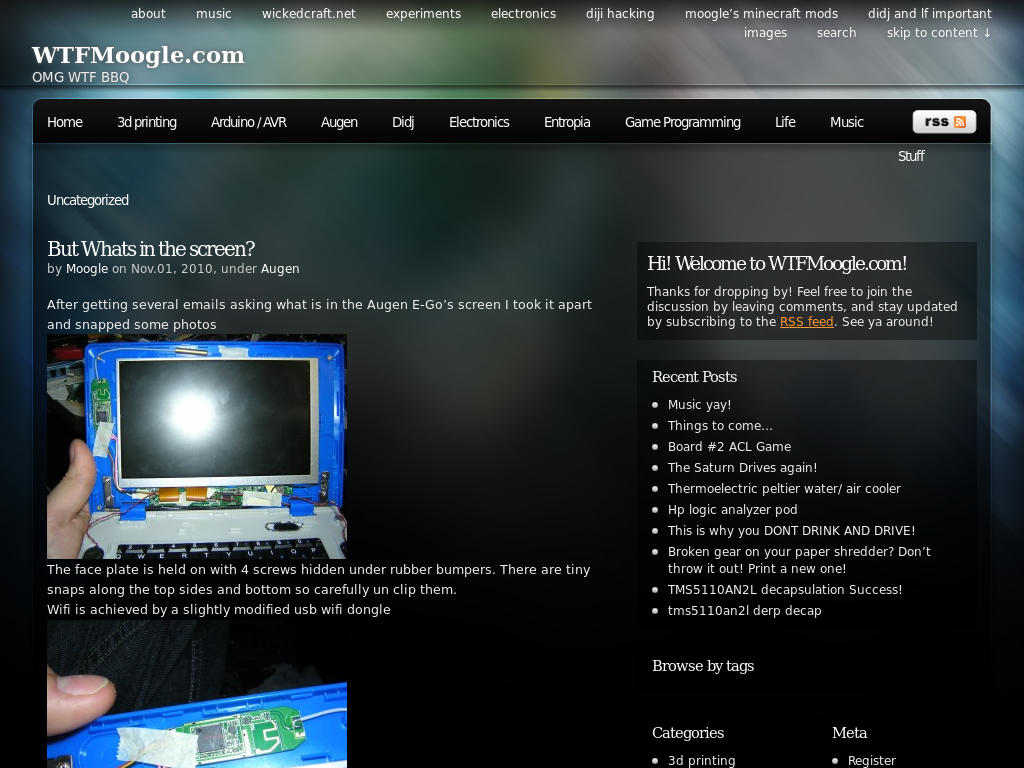 about music wickedcraft.net experiments electronics diji hacking moogle's minecraft mods didj and lf important
images search skip to content ↓
WTFMoogle.com
OMG WTF BBQ
Home 3d printing Arduino / AVR Augen Didj Electronics Entropia Game Programming Life Music rss
Stuff
Uncategorized
But Whats in the screen?
by Moogle on Nov.01, 2010, under Augen
After getting several emails asking what is in the Augen E-Go’s screen I took it apart
and snapped some photos
The face plate is held on with 4 screws hidden under rubber bumpers. There are tiny
snaps along the top sides and bottom so carefully un clip them.
Wifi is achieved by a slightly modified usb wifi dongle
Hi! Welcome to WTFMoogle.com!
Thanks for dropping by! Feel free to join the
discussion by leaving comments, and stay updated
by subscribing to the RSS feed. See ya around!
Recent Posts
Music yay!
Things to come…
Board #2 ACL Game
The Saturn Drives again!
Thermoelectric peltier water/ air cooler
Hp logic analyzer pod
This is why you DONT DRINK AND DRIVE!
Broken gear on your paper shredder? Don’t
throw it out! Print a new one!
TMS5110AN2L decapsulation Success!
tms5110an2l derp decap
Browse by tags
Categories Meta
3d printing Register